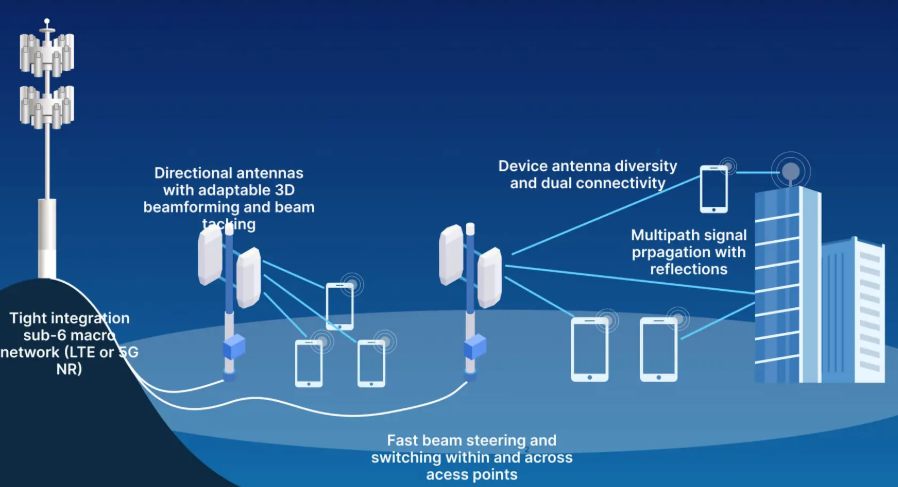 Directional antennas
with adaptable 3D
beamforming and beam
tacking
Device antenna diversity
and dual connectivity
Multipath signal
prpagation with
reflections
Tight integration
sub-6 macro
network (LTE or 5G
NR)
Fast beam steering and
switching within and across
acess points